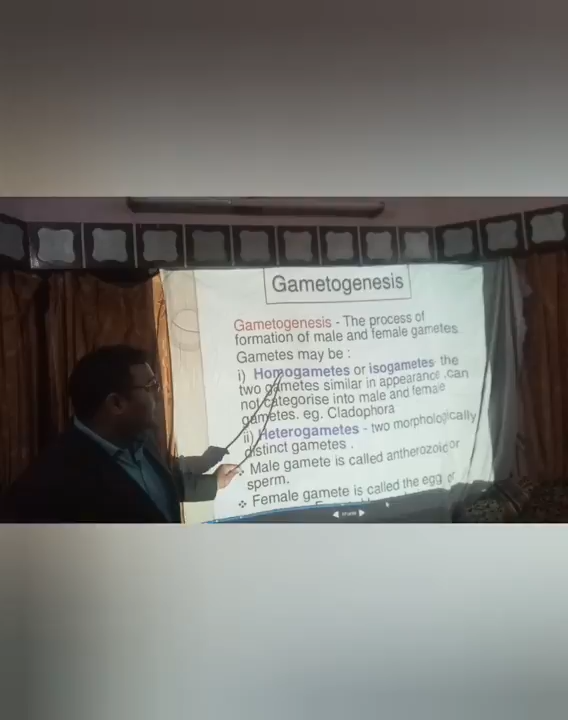 Gametogenesis
Gametogenesis - The process of
formation of male and female gametes
Gametes may be :
i) Homogametes or isogametes the
two gametes similar in appearance .can
not categorise into male and female
gametes. eg. Cladophora
ii) Heterogametes - two morphologically
distinct gametes .
❖ Male gamete is called antherozoid or
sperm.
❖ Female gamete is called the egg or